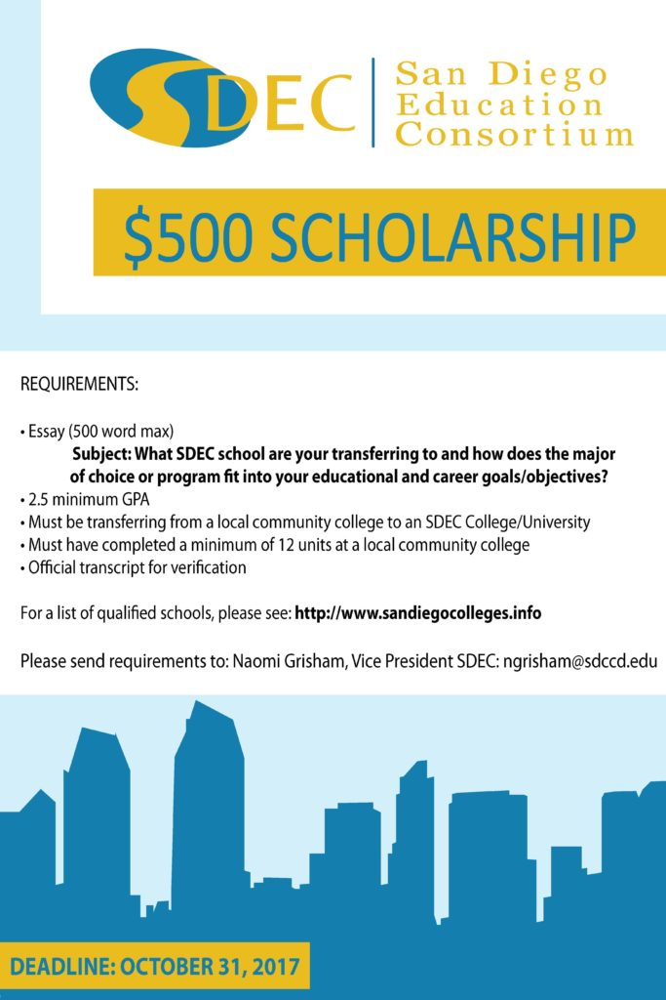 SDEC
San Diego
Education
Consortium
$500 SCHOLARSHIP
REQUIREMENTS:
• Essay (500 word max)
Subject: What SDEC school are your transferring to and how does the major
of choice or program fit into your educational and career goals/objectives?
• 2.5 minimum GPA
• Must be transferring from a local community college to an SDEC College/University
• Must have completed a minimum of 12 units at a local community college
• Official transcript for verification
For a list of qualified schools, please see: http://www.sandiegocolleges.info
Please send requirements to: Naomi Grisham, Vice President SDEC: ngrisham@sdccd.edu
DEADLINE: OCTOBER 31, 2017